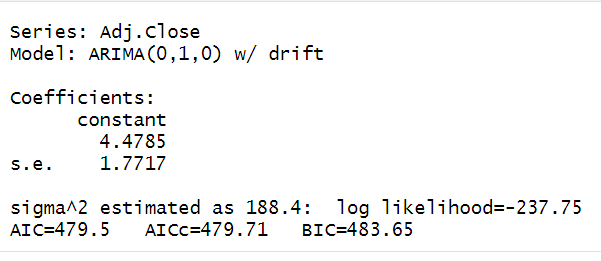 Series: Adj.Close
Model: ARIMA(0,1,0) w/ drift
Coefficients:
constant
4.4785
s.e. 1.7717
sigma^2 estimated as 188.4: log likelihood=-237.75
AIC=479.5 AICc=479.71 BIC=483.65